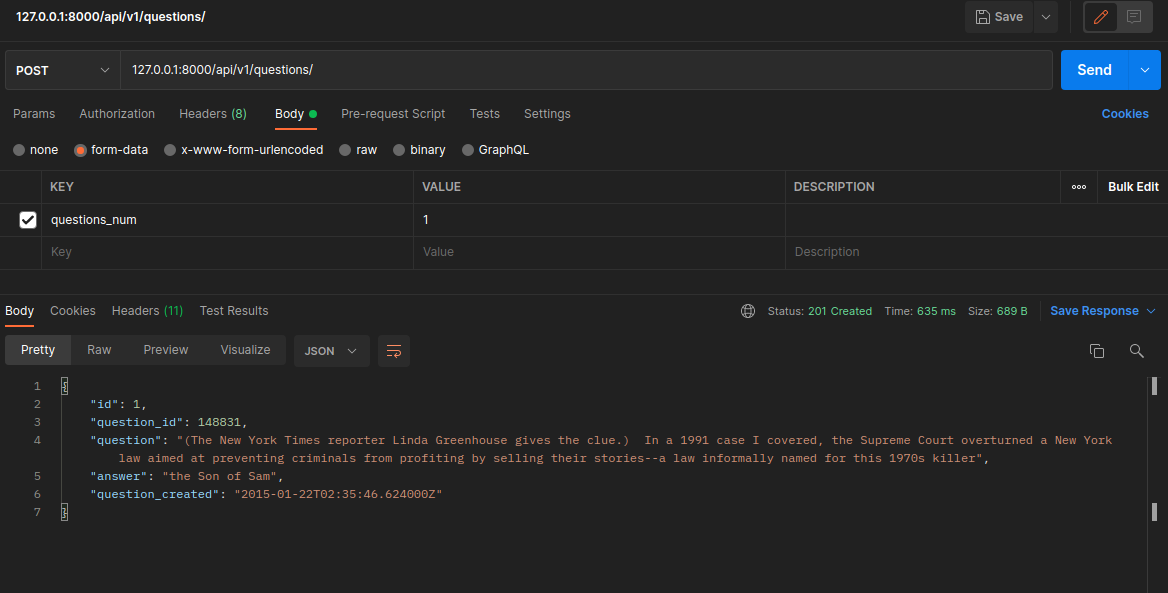 127.0.0.1:8000/api/v1/questions/
Save
POST 127.0.0.1:8000/api/v1/questions/ Send
Params Authorization Headers (8) Body Pre-request Script Tests Settings Cookies
none form-data x-www-form-urlencoded raw binary GraphQL
KEY VALUE DESCRIPTION ooo Bulk Edit
questions_num 1
Key Value Description
Body Cookies Headers (11) Test Results Status: 201 Created Time: 635 ms Size: 689 B Save Response
Pretty Raw Preview Visualize JSON
1 {
2 "id": 1,
3 "question_id": 148831,
4 "question": "(The New York Times reporter Linda Greenhouse gives the clue.)  In a 1991 case I covered, the Supreme Court overturned a New York
law aimed at preventing criminals from profiting by selling their stories--a law informally named for this 1970s killer",
5 "answer": "the Son of Sam",
6 "question_created": "2015-01-22T02:35:46.624000Z"
7 }